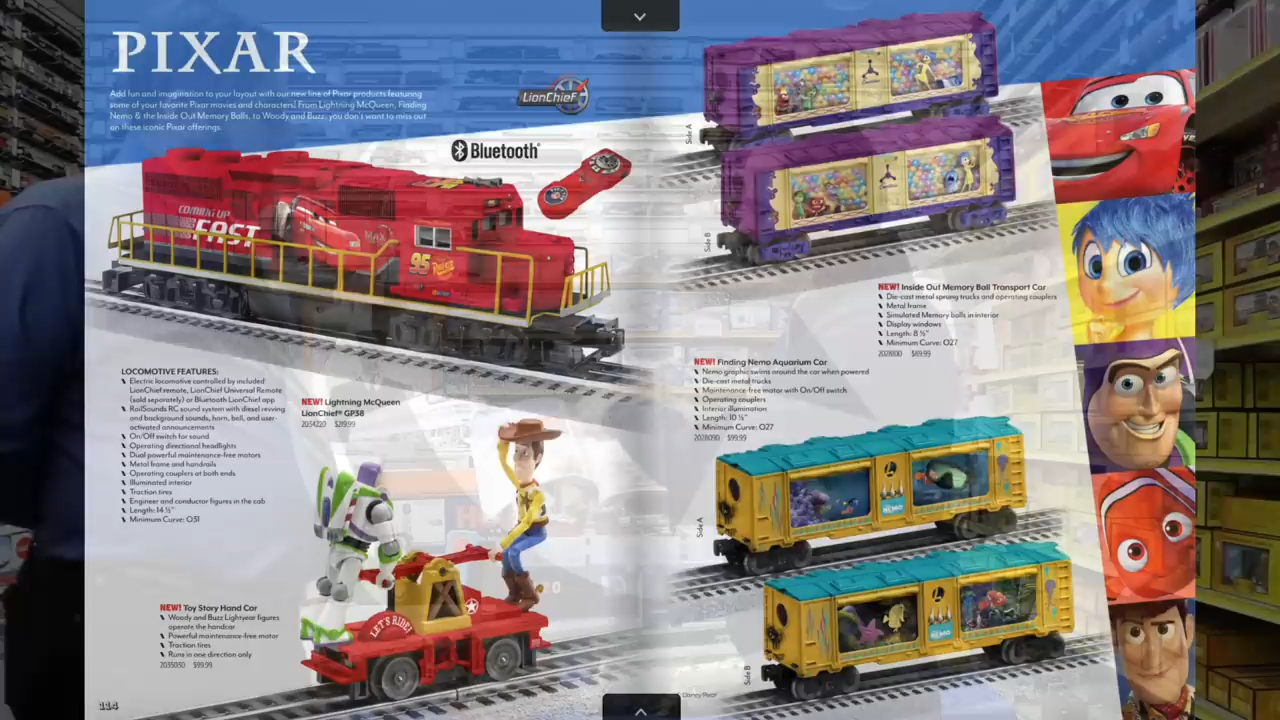 PIXAR
Add fun and imagination to your layout with our new line of Pixar products featuring
some of your favorite Pixar movies and characters! From Lightning McQueen, Finding
Nemo & the Inside Out Memory Balls, to Woody and Buzz, you don't want to miss out
on these iconic Pixar offerings.
LionChief
Bluetooth
COMING UP
FAST
95
LOCOMOTIVE FEATURES:
Electric locomotive controlled by included
LionChief remote, LionChief Universal Remote
(sold separately) or Bluetooth LionChief app
RailSounds RC sound system with diesel revving
and background sounds, horn, bell, and user-
activated announcements
On/Off switch for sound
Operating directional headlights
Dual powerful maintenance-free motors
Metal frame and handrails
Operating couplers at both ends
Illuminated interior
Traction tires
Engineer and conductor figures in the cab
Length: 14 ½"
Minimum Curve: O31
NEW! Lightning McQueen
LionChief® GP38
2034220 $219.99
NEW! Toy Story Hand Car
Woody and Buzz Lightyear figures
operate the handcar
Powerful maintenance-free motor
Traction tires
Runs in one direction only
2035050 $99.99
LET'S RIDE!
114
Side A
Side B
NEW! Inside Out Memory Ball Transport Car
Die-cast metal sprung trucks and operating couplers
Metal frame
Simulated Memory balls in interior
Display windows
Length: 8 ½"
Minimum Curve: O27
2028800 $89.99
NEW! Finding Nemo Aquarium Car
Nemo graphic swims around the car when powered
Die-cast metal trucks
Maintenance-free motor with On/Off switch
Operating couplers
Interior illumination
Length: 10 ½"
Minimum Curve: O27
2028090 $99.99
NEMO
Side A
NEMO
Side B
Disney/Pixar